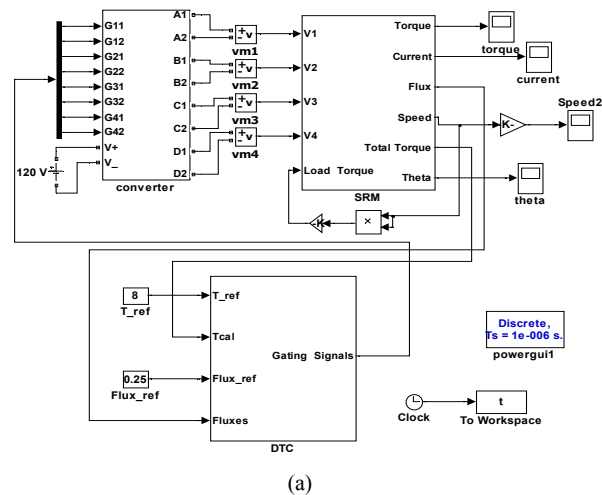 G11
G12
G21
G22
G31
G32
G41
G42
V+
V_
120 V
A1
A2
B1
B2
C1
C2
D1
D2
converter
+
-
v
vm1
+
-
v
vm2
+
-
v
vm3
+
-
v
vm4
V1
V2
V3
V4
Load Torque
Torque
Current
Flux
Speed
Total Torque
Theta
SRM
torque
current
K-
Speed2
theta
-K
×
8
T_ref
0.25
Flux_ref
T_ref
Tcal
Flux_ref
Fluxes
Gating Signals
DTC
Discrete,
Ts = 1e-006 s.
powergui1
Clock
t
To Workspace
(a)